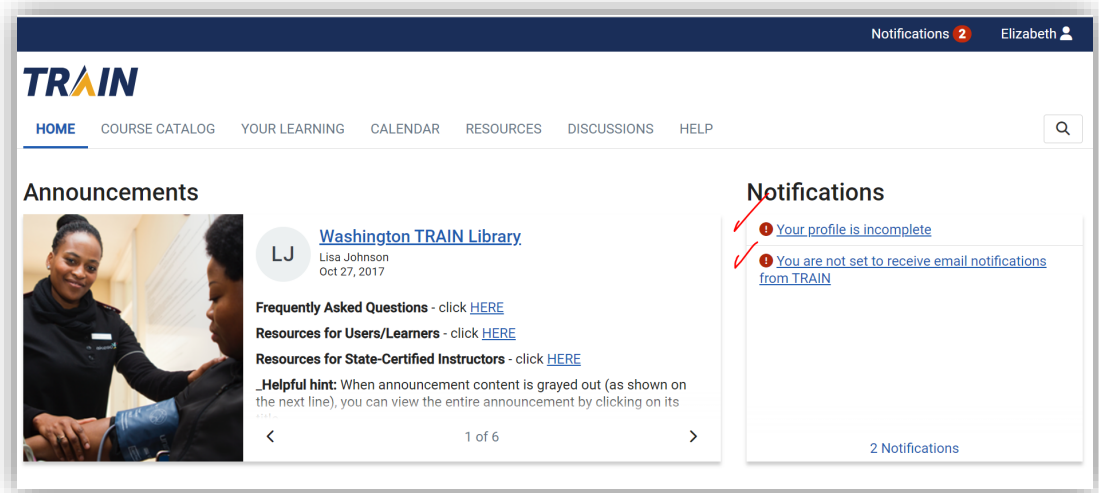 Notifications 2 Elizabeth
TRAIN
HOME COURSE CATALOG YOUR LEARNING CALENDAR RESOURCES DISCUSSIONS HELP
Announcements
LJ
Washington TRAIN Library
Lisa Johnson
Oct 27, 2017
Frequently Asked Questions - click HERE
Resources for Users/Learners - click HERE
Resources for State-Certified Instructors - click HERE
_Helpful hint: When announcement content is grayed out (as shown on
the next line), you can view the entire announcement by clicking on its
title
1 of 6
Notifications
Your profile is incomplete
You are not set to receive email notifications
from TRAIN
2 Notifications